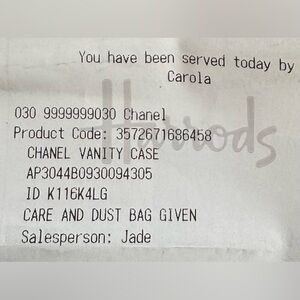 You have been served today by
Carola
Harrods
030 9999999030 Chanel
Product Code: 3572671686458
CHANEL VANITY CASE
AP3044B0930094305
ID K116K4LG
CARE AND DUST BAG GIVEN
Salesperson: Jade